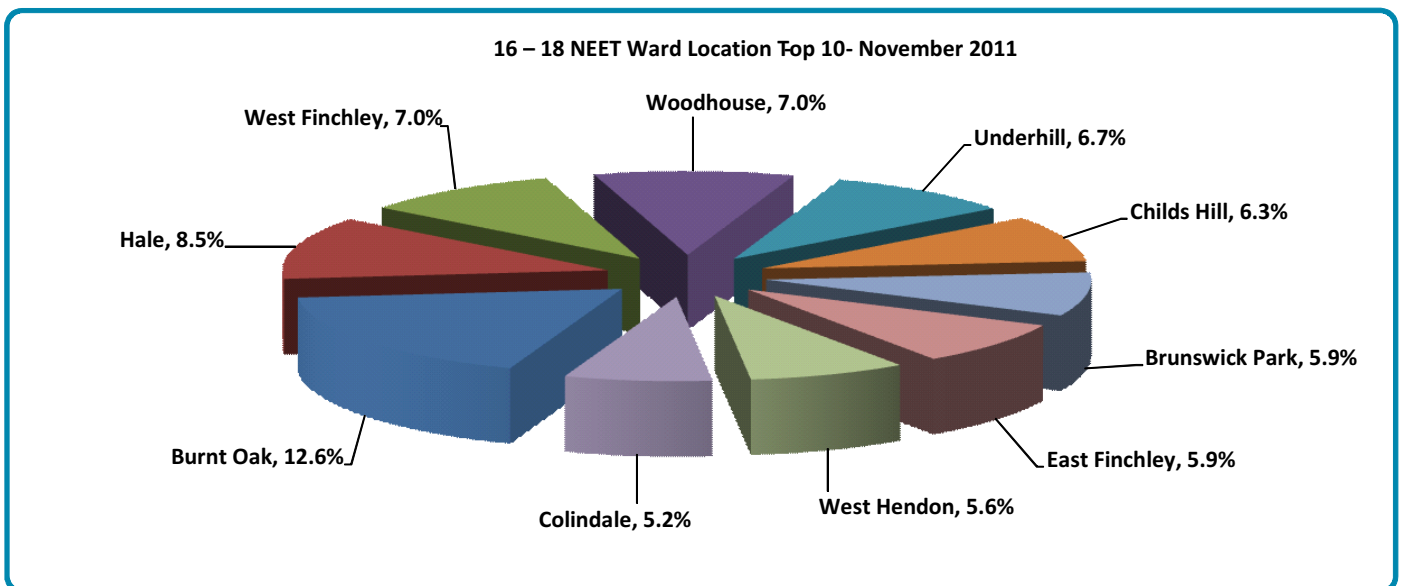 16 – 18 NEET Ward Location Top 10- November 2011
Woodhouse, 7.0%
West Finchley, 7.0%
Underhill, 6.7%
Childs Hill, 6.3%
Hale, 8.5%
Brunswick Park, 5.9%
Burnt Oak, 12.6%
East Finchley, 5.9%
West Hendon, 5.6%
Colindale, 5.2%